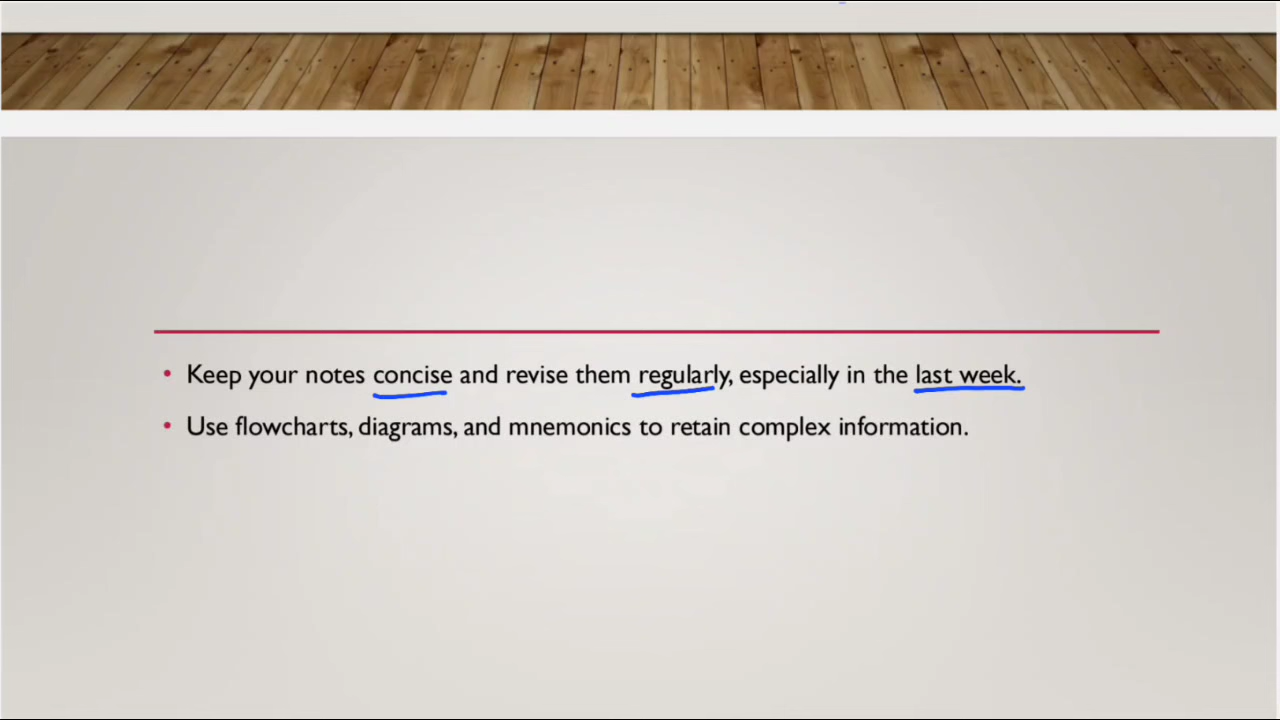 Keep your notes concise and revise them regularly, especially in the last week.
Use flowcharts, diagrams, and mnemonics to retain complex information.